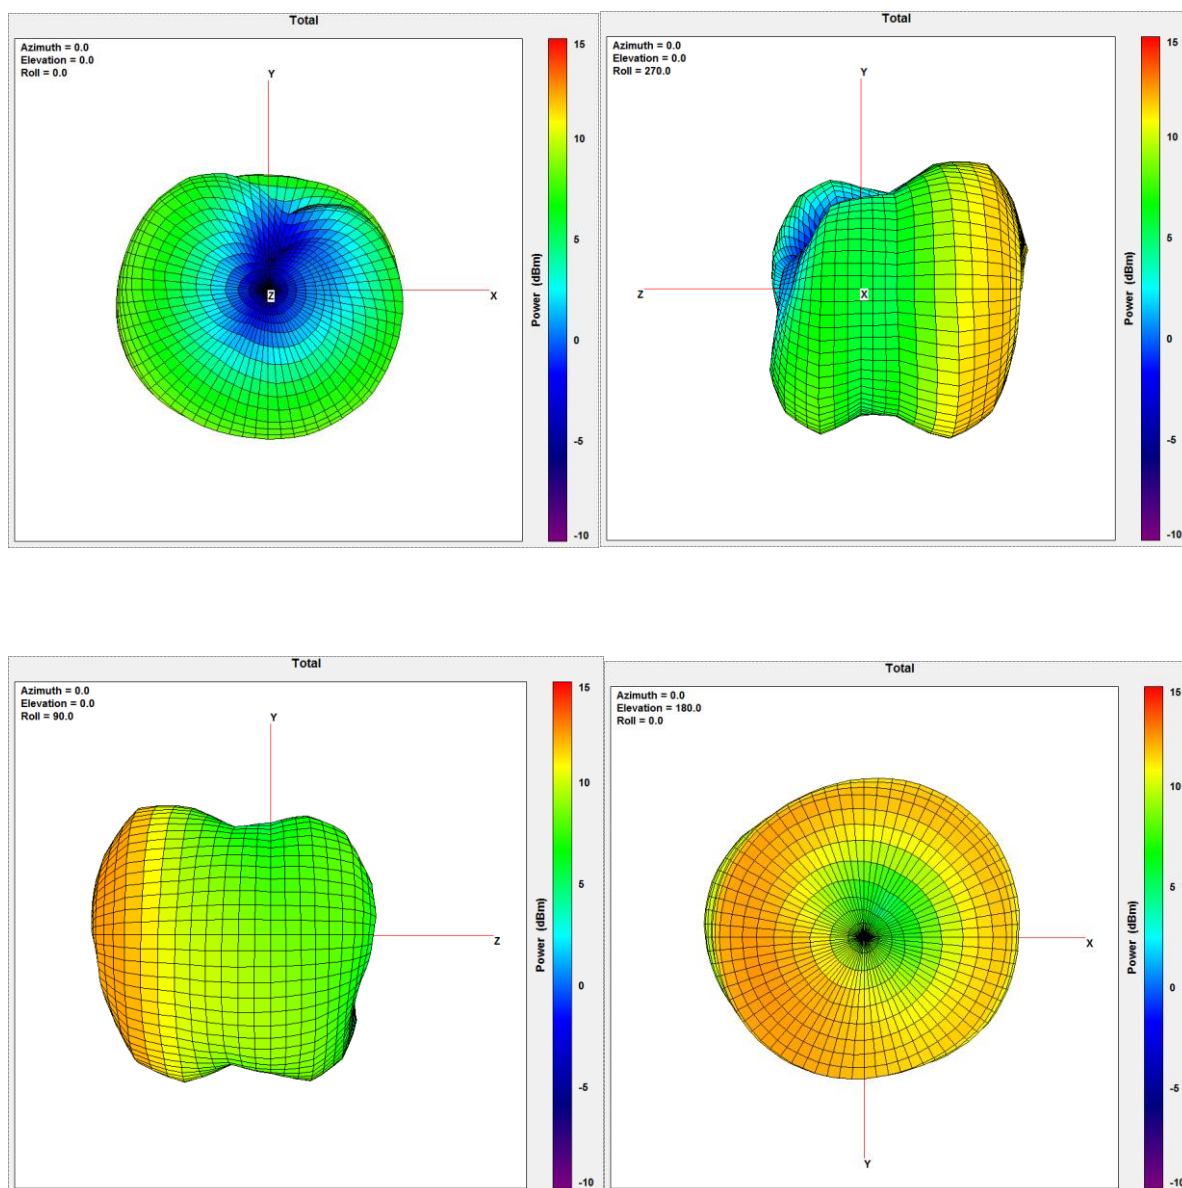 Total
Azimuth = 0.0
Elevation = 0.0
Roll = 0.0
Y
X
Z
15
10
5
0
-5
-10
Power (dBm)
Total
Azimuth = 0.0
Elevation = 0.0
Roll = 270.0
Y
Z
X
15
10
5
0
-5
-10
Power (dBm)
Total
Azimuth = 0.0
Elevation = 0.0
Roll = 90.0
Y
Z
15
10
5
0
-5
-10
Power (dBm)
Total
Azimuth = 0.0
Elevation = 180.0
Roll = 0.0
X
Y
15
10
5
0
-5
-10
Power (dBm)